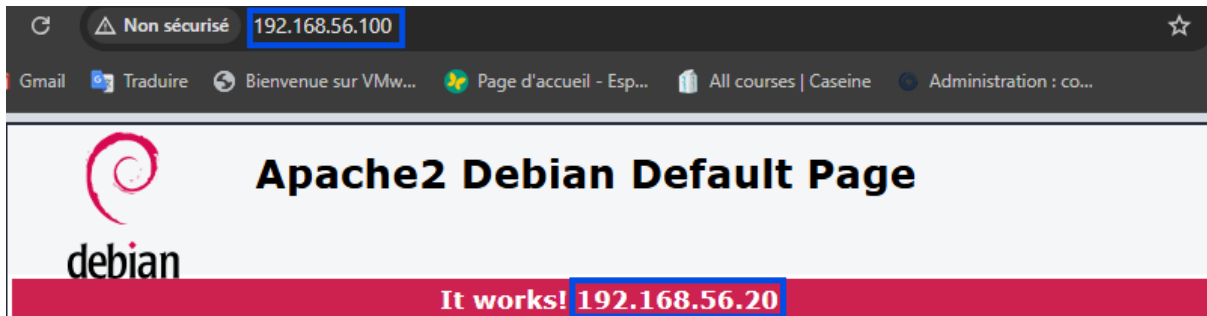 Non sécurisé 192.168.56.100
Gmail Traduire Bienvenue sur VMw... Page d'accueil - Esp... All courses | Caseine Administration : co...
Apache2 Debian Default Page
debian
It works! 192.168.56.20